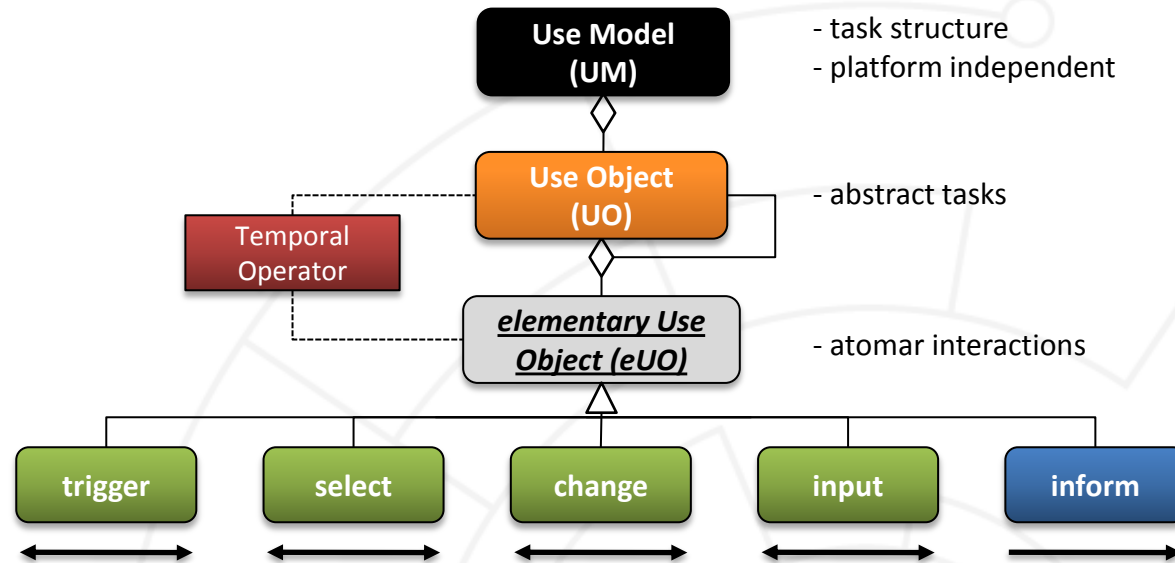 Use Model
(UM)
- task structure
- platform independent
Use Object
(UO)
- abstract tasks
Temporal
Operator
elementary Use
Object (eUO)
- atomar interactions
trigger
select
change
input
inform